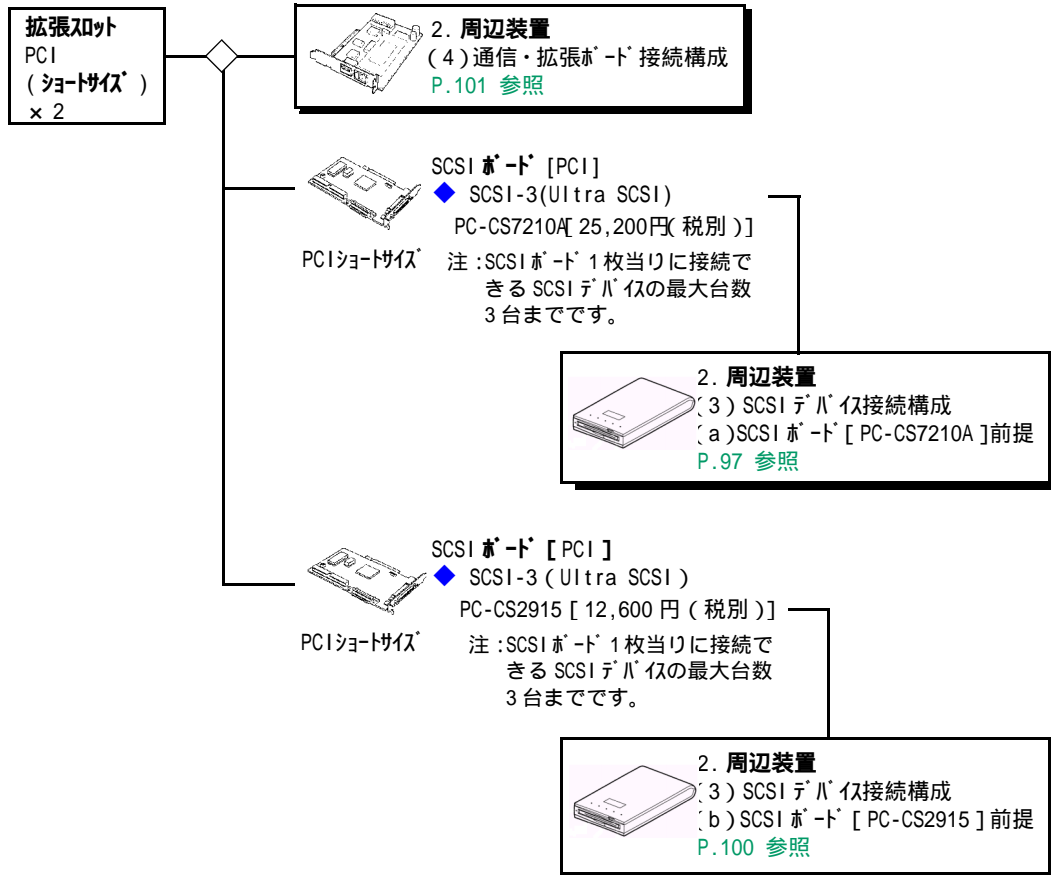 拡張ｽﾛｯﾄ
PCI
(ｼｮｰﾄｻｲｽﾞ)
×2
2.周辺装置
(4)通信・拡張ﾎﾞｰﾄﾞ接続構成
P.101 参照
SCSIﾎﾞｰﾄﾞ[PCI]
◆ SCSI-3(Ultra SCSI)
PC-CS7210A[25,200円(税別)]
PCIｼｮｰﾄｻｲｽﾞ
注:SCSIﾎﾞｰﾄﾞ1枚当りに接続で
きるSCSIﾃﾞﾊﾞｲｽの最大台数
3台までです。
2.周辺装置
(3)SCSIﾃﾞﾊﾞｲｽ接続構成
(a)SCSIﾎﾞｰﾄﾞ[PC-CS7210A]前提
P.97 参照
SCSIﾎﾞｰﾄﾞ[PCI]
◆ SCSI-3(Ultra SCSI)
PC-CS2915[12,600円(税別)]
PCIｼｮｰﾄｻｲｽﾞ
注:SCSIﾎﾞｰﾄﾞ1枚当りに接続で
きるSCSIﾃﾞﾊﾞｲｽの最大台数
3台までです。
2.周辺装置
(3)SCSIﾃﾞﾊﾞｲｽ接続構成
(b)SCSIﾎﾞｰﾄﾞ[PC-CS2915]前提
P.100 参照